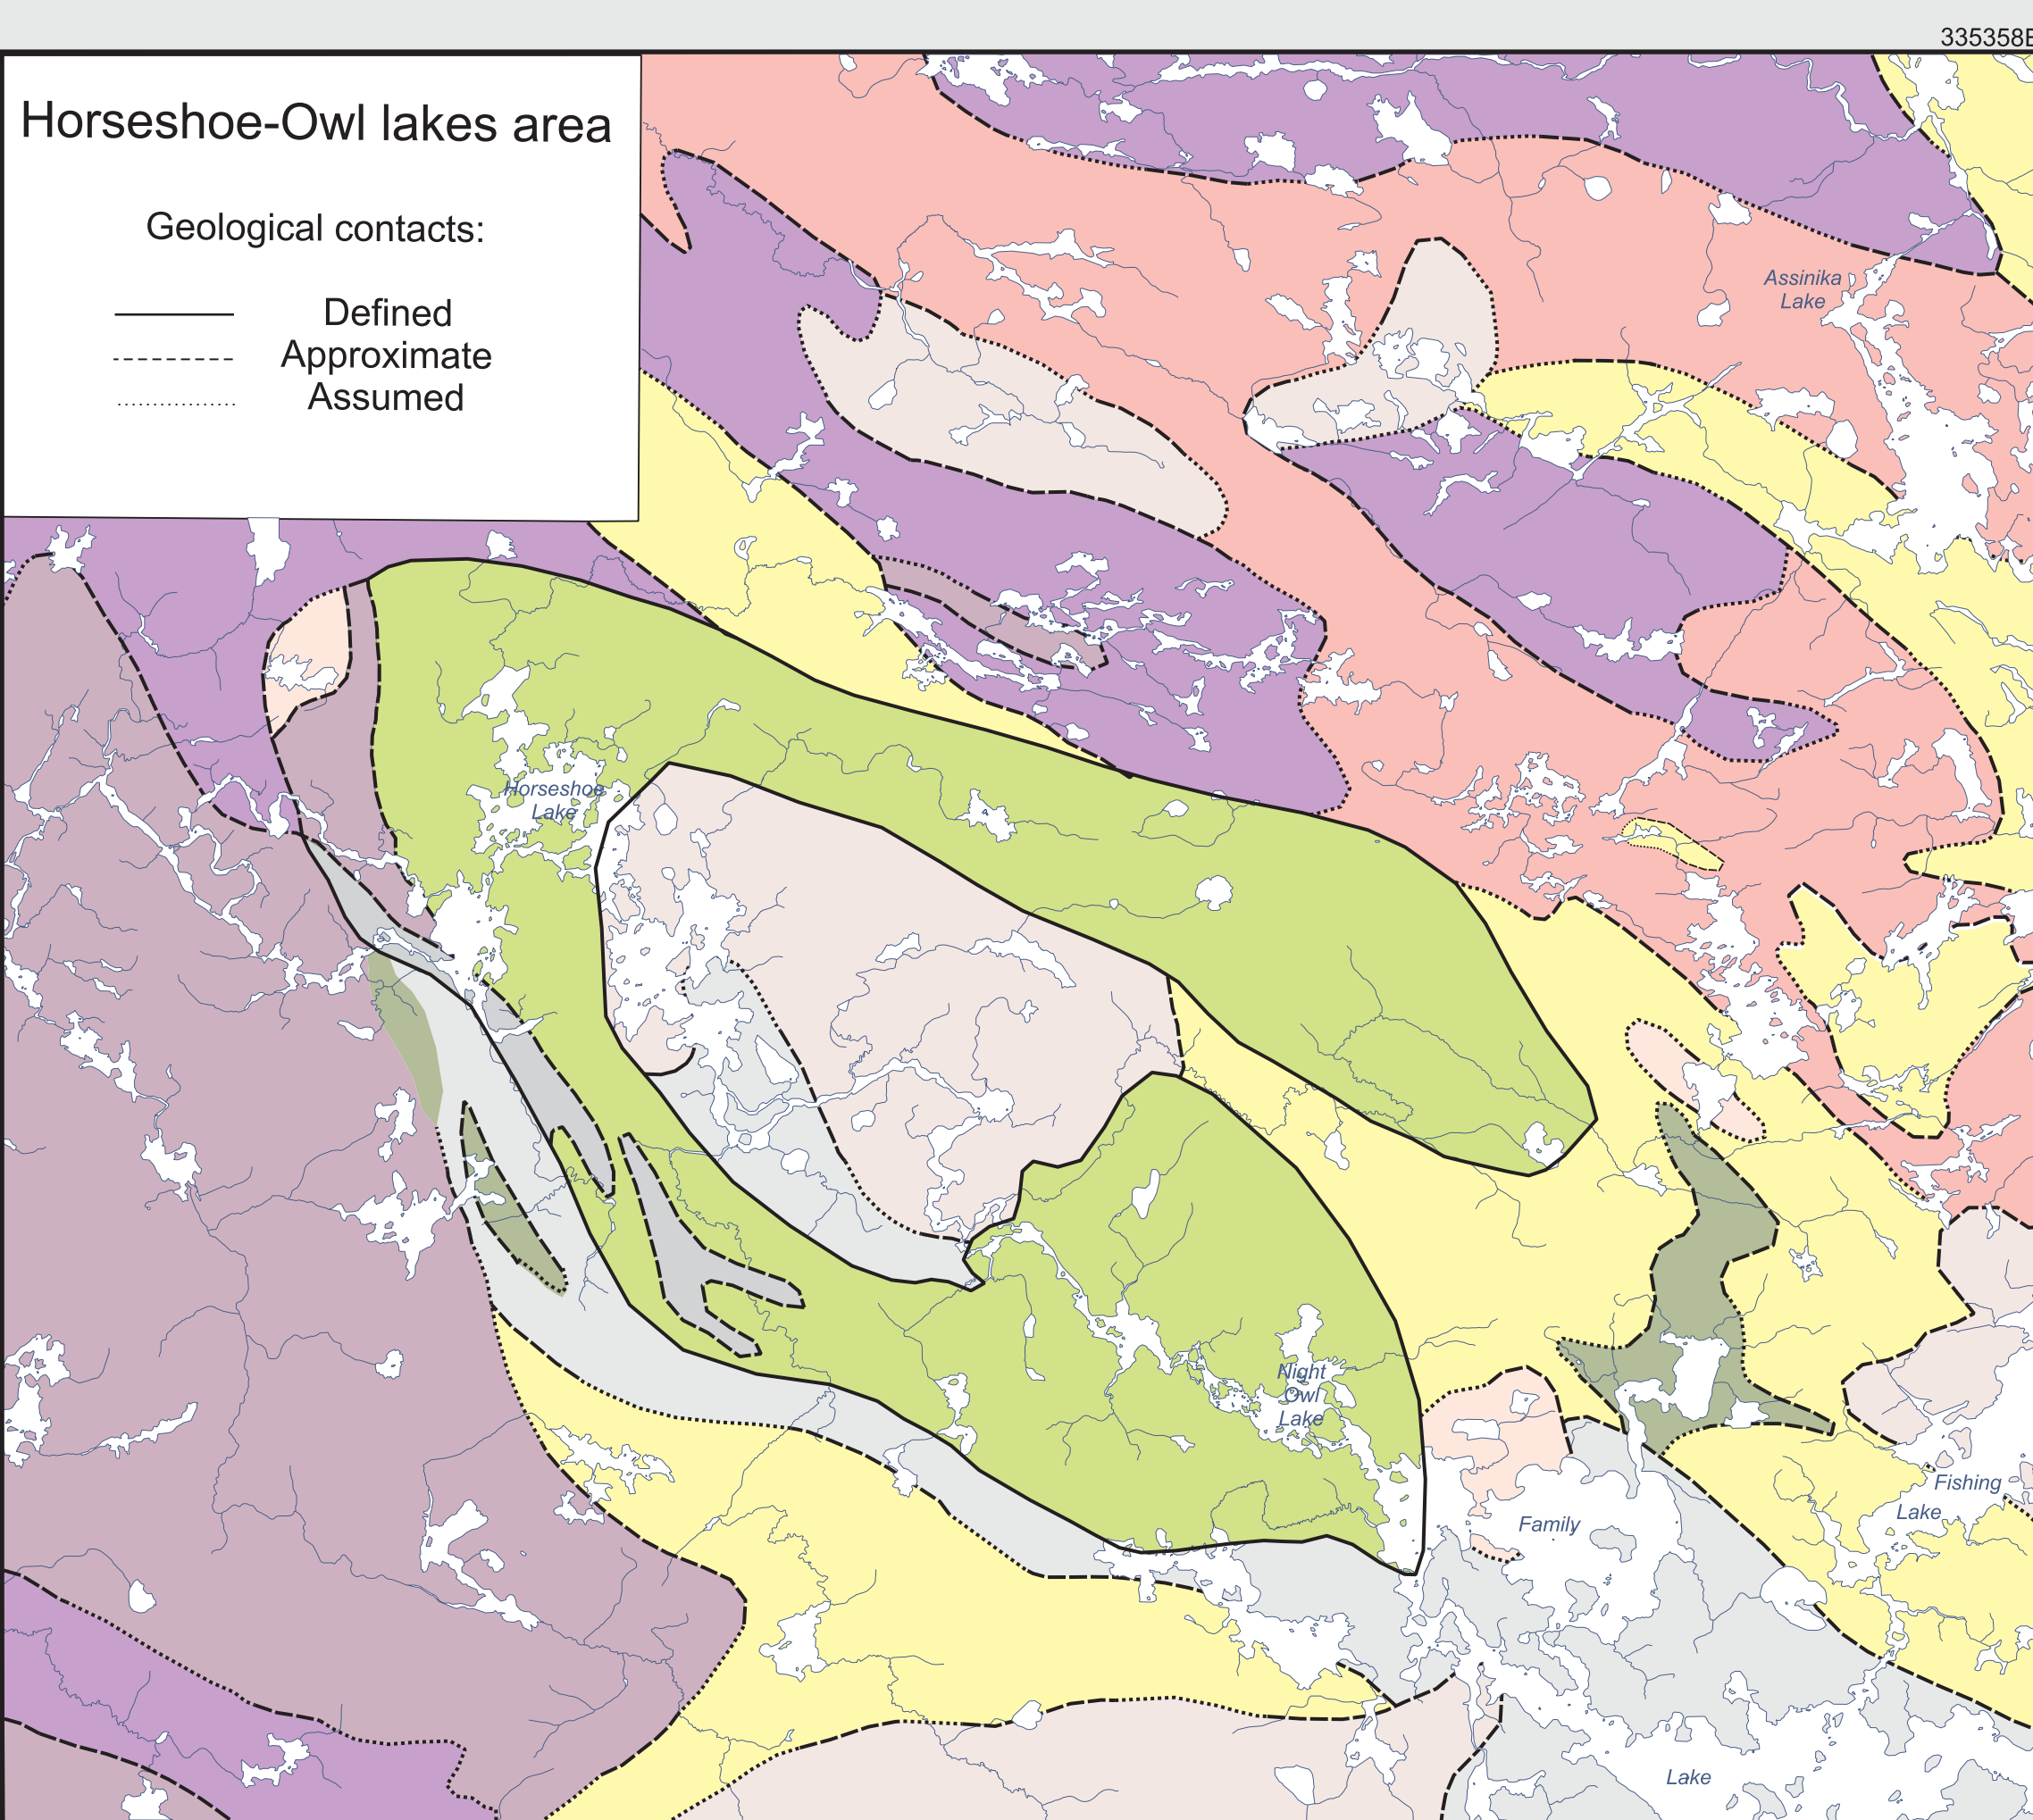 335358E
Horseshoe-Owl lakes area
Geological contacts:
Defined
Approximate
Assumed
Assinika
Lake
Horseshoe
Lake
Night
Owl
Lake
Fishing
Lake
Family
Lake